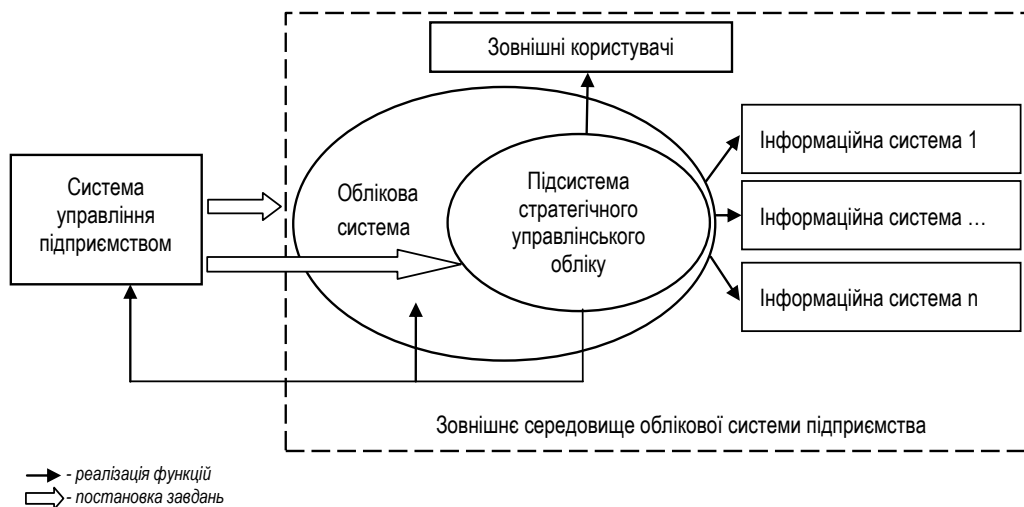 Зовнішні користувачі
Система
управління
підприємством
Облікова
система
Підсистема
стратегічного
управлінського
обліку
Інформаційна система 1
Інформаційна система …
Інформаційна система n
Зовнішнє середовище облікової системи підприємства
- реалізація функцій
- постановка завдань